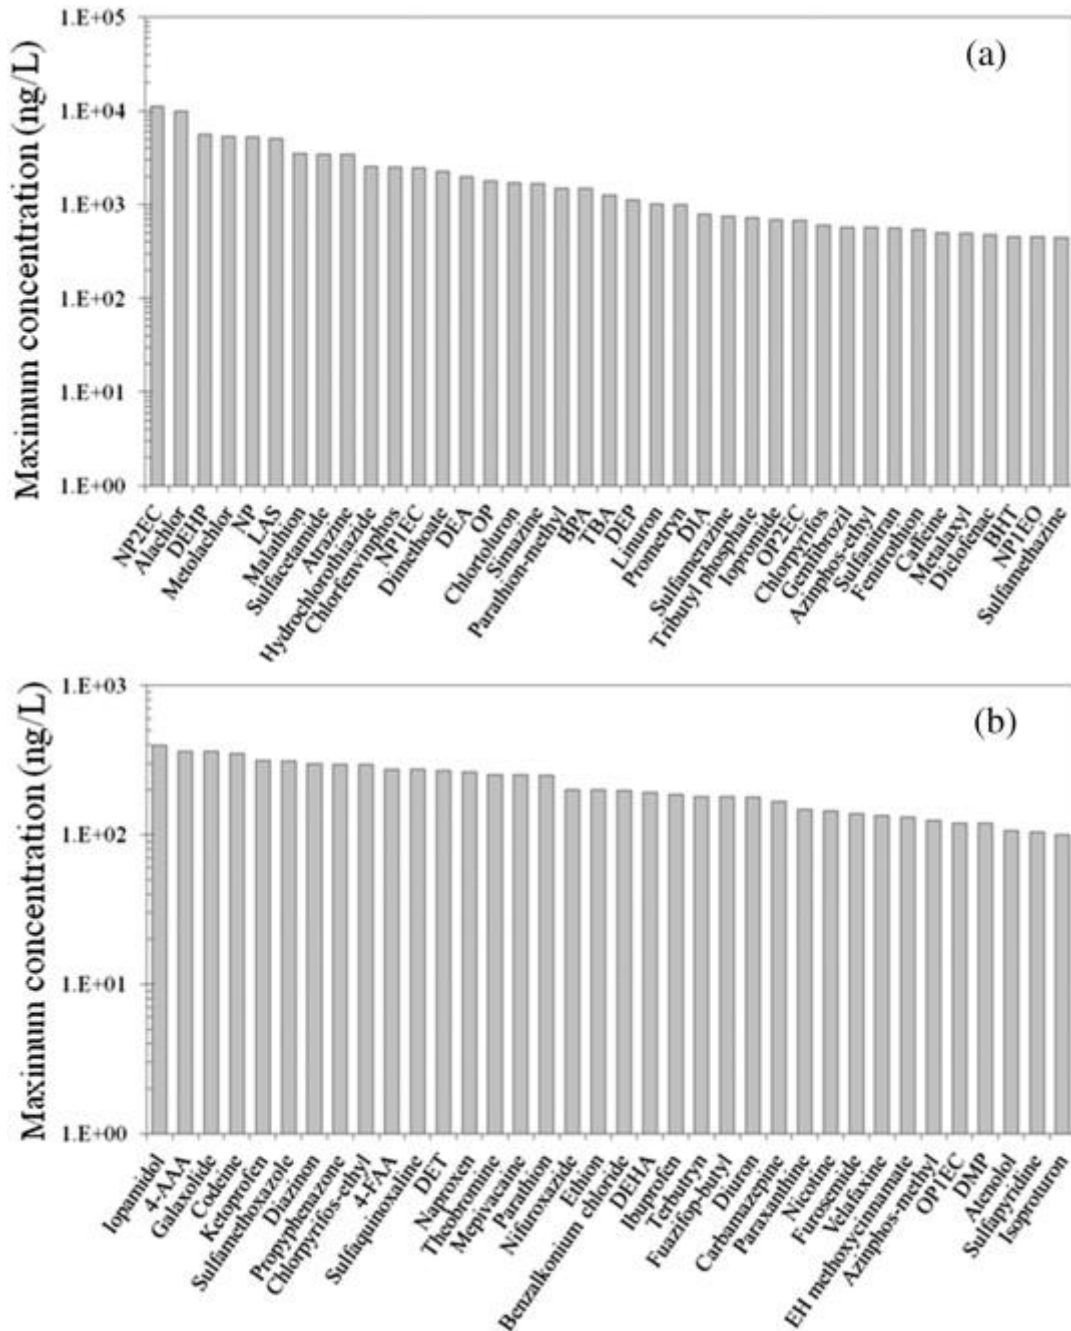 (a)
Maximum concentration (ng/L)
1.E+05
1.E+04
1.E+03
1.E+02
1.E+01
1.E+00
NP2EC
Alachlor
DEHP
Metolachlor
NP
LAS
Malathon
Sulfacetamide
Atrazine
Hydrochlorothiazide
Chlorfenvinphos
NP1EC
Dimethoate
DEA
OP
Chlortoluron
Simazine
Parathon-methyl
BPA
TBA
DEP
Linuron
Prometryn
DIA
Sulfamerazine
Tributyl phosphate
Iopromide
OP2EC
Chlorpyrifos
Gemfibrozil
Azinphos-ethyl
Sulfanitran
Fenitrothon
Caffeine
Metalaxyl
Diclofenac
BHT
NP1EO
Sulfamethazine
(b)
Maximum concentration (ng/L)
1.E+03
1.E+02
1.E+01
1.E+00
Iopamidol
4-AAA
Galaxolide
Codeine
Ketoprofen
Sulfamethoxazole
Diazinon
Propyphenazone
Chlorpyrifos-ethyl
4-FAA
Sulfaquinoxaline
DET
Naproxen
Theobromine
Mepivacaine
Parathion
Nifuroxazide
Ethion
Benzalkonium chloride
DEHA
Ibuprofen
Terbutryn
Fuazifop-butyl
Diuron
Carbamazepine
Paraxanthine
Nicotine
Furosemide
Velafaxine
EH methoxycinnamate
Azinphos-methyl
OP1EC
DMP
Atenolol
Sulfapyridine
Isoproturon